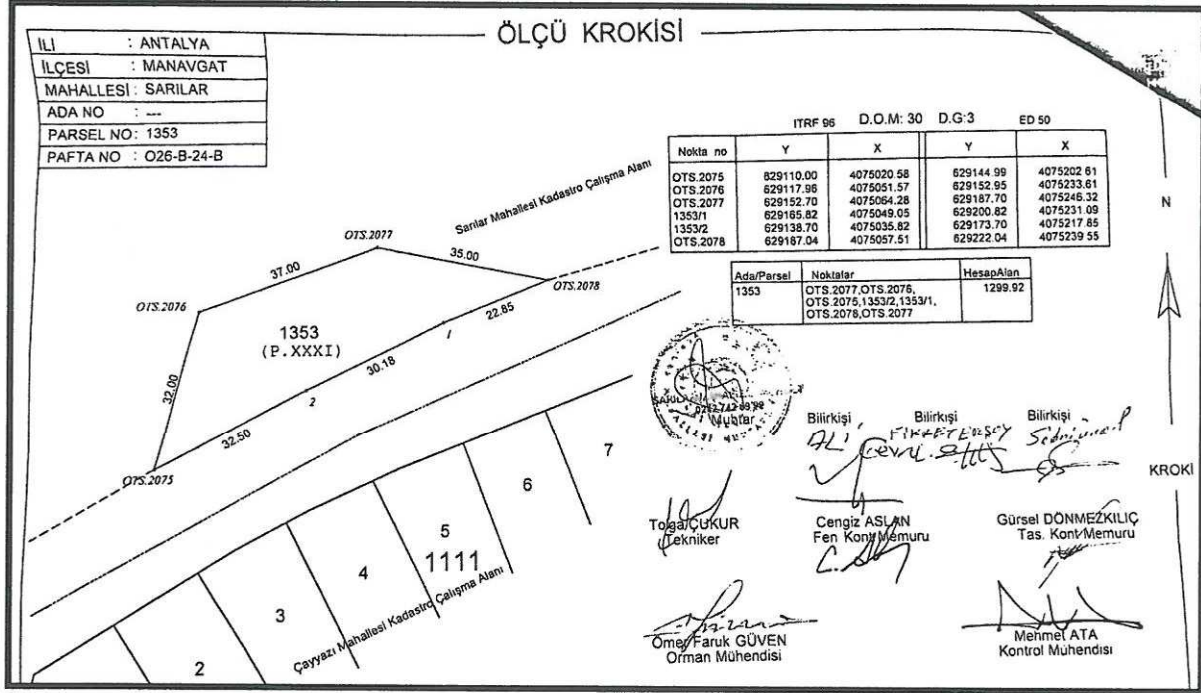 ÖLÇÜ KROKİSİ
İLİ : ANTALYA
İLÇESİ : MANAVGAT
MAHALLESİ : SARILAR
ADA NO : ---
PARSEL NO: 1353
PAFTA NO : O26-B-24-B
ITRF 96 D.O.M: 30 D.G:3 ED 50
Nokta no Y X Y X
OTS.2075 629110.00 4075020.58 629144.99 4075202.61
OTS.2076 629117.96 4075051.57 629152.95 4075233.61
OTS.2077 629152.70 4075064.28 629187.70 4075246.32
1353/1 629165.82 4075049.05 629200.82 4075231.09
1353/2 629138.70 4075035.82 629173.70 4075217.85
OTS.2078 629187.04 4075057.51 629222.04 4075239.55
Ada/Parsel Noktalar HesapAlan
1353 OTS.2077,OTS.2076, 1299.92
OTS.2075,1353/2,1353/1,
OTS.2078,OTS.2077
N
KROKİ
Sarılar Mahallesi Kadastro Çalışma Alanı
OTS.2077
37.00
35.00
OTS.2076
OTS.2078
1353
(P.XXXI)
22.85
1
30.18
32.00
2
32.50
OTS.2075
7
6
5
1111
4
3
2
Çayyazı Mahallesi Kadastro Çalışma Alanı
Muhtar
Bilirkişi Bilirkişi Bilirkişi
ALİ
Tolga ÇUKUR
Tekniker
Cengiz ASLAN
Fen Kont Memuru
Gürsel DÖNMEZKILIÇ
Tas. Kont Memuru
Ömer Faruk GÜVEN
Orman Mühendisi
Mehmet ATA
Kontrol Mühendisi